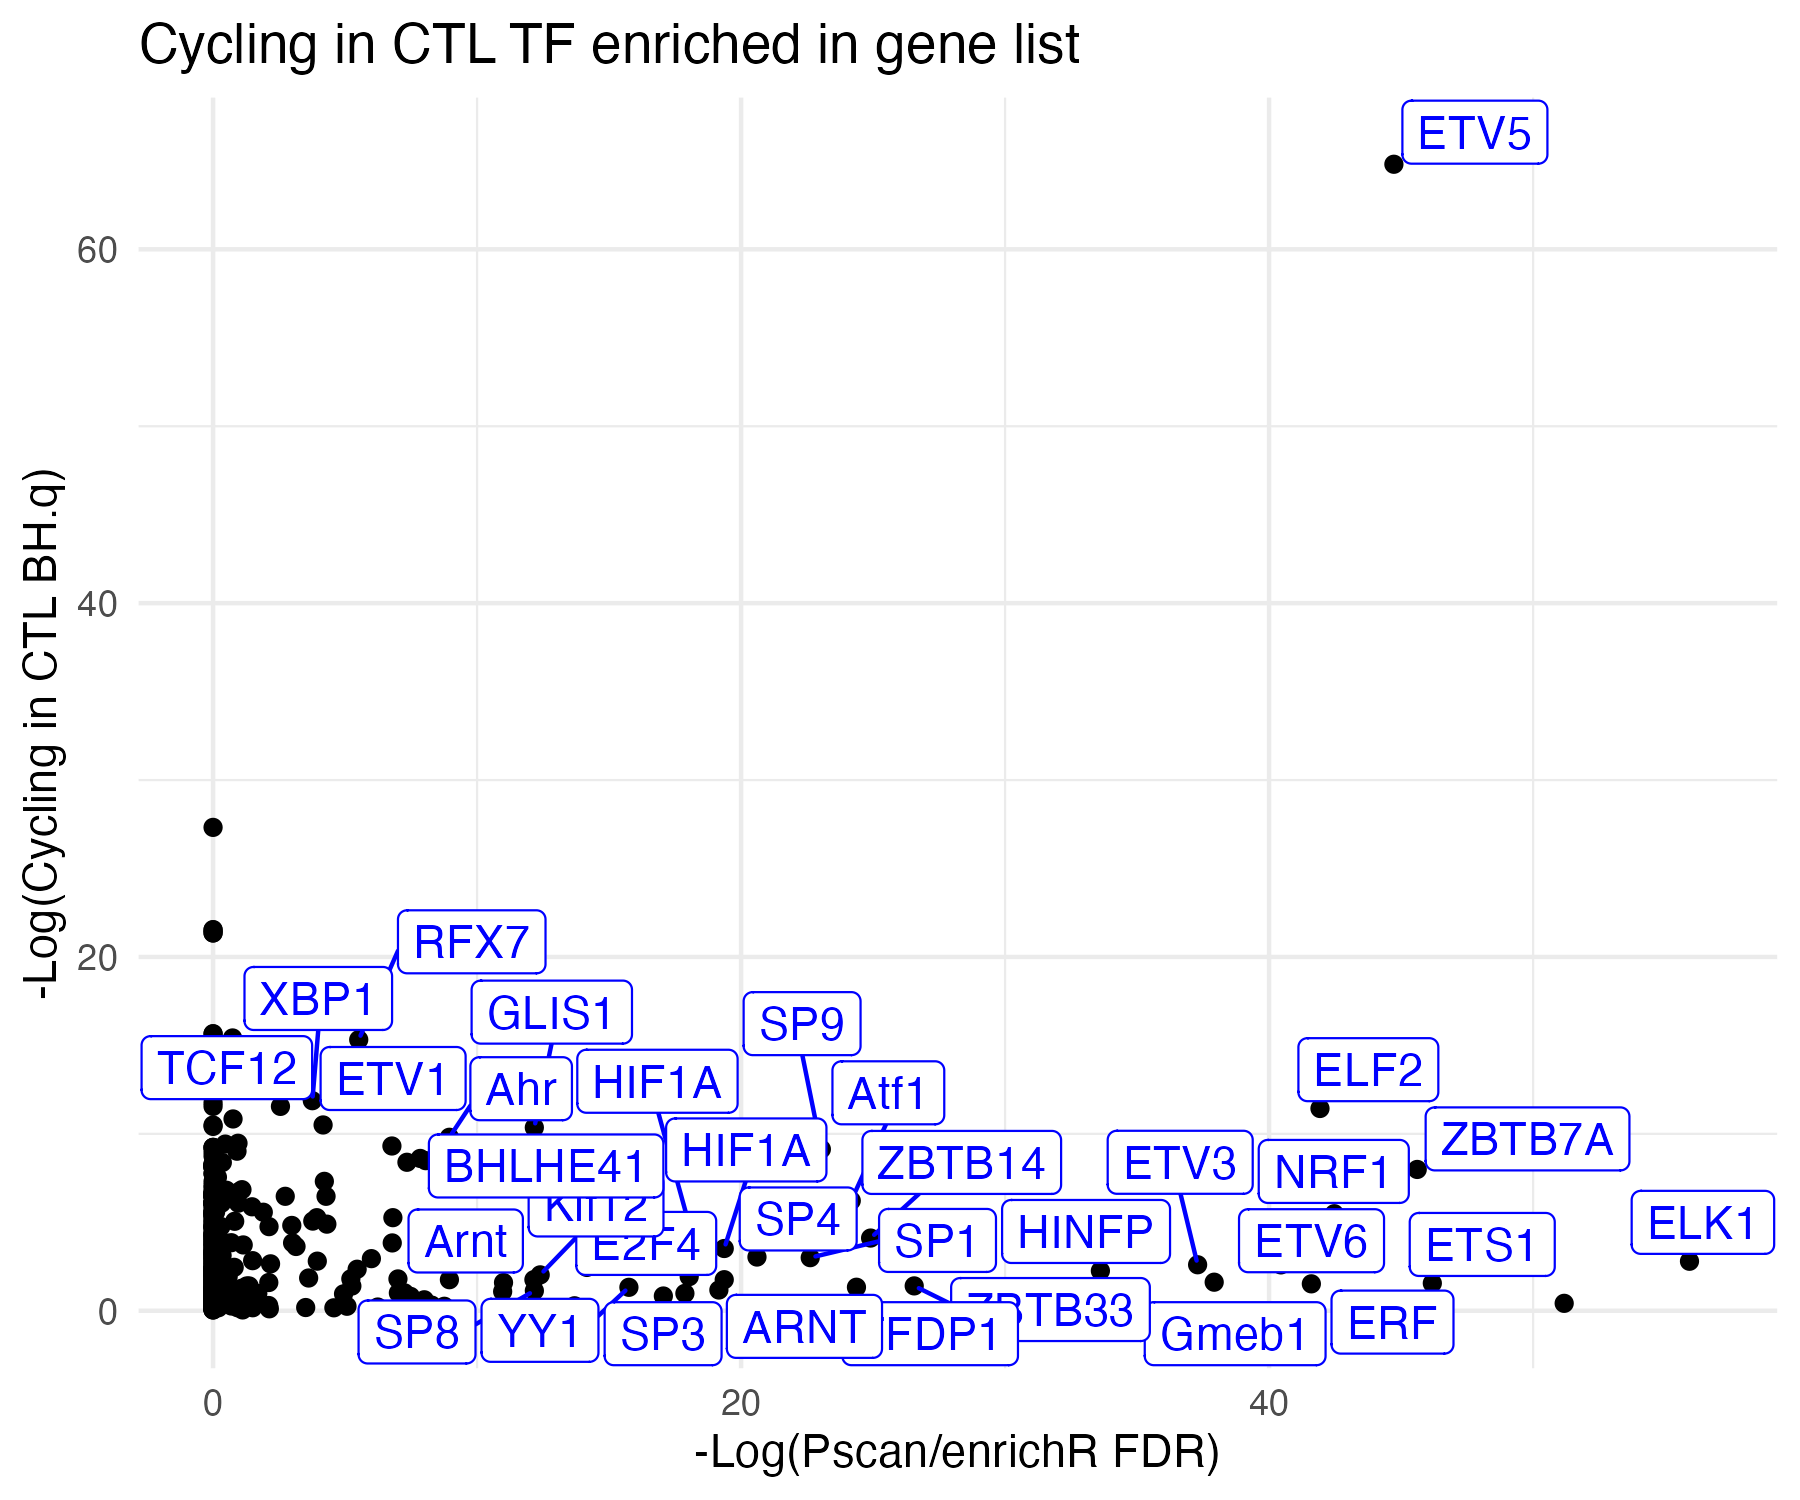 Cycling in CTL TF enriched in gene list
-Log(Cycling in CTL BH.q)
60
40
20
0
ETV5
RFX7
XBP1
GLIS1
SP9
TCF12
ETV1
Ahr
HIF1A
Atf1
ELF2
BHLHE41
HIF1A
ZBTB14
ETV3
NRF1
ZBTB7A
Arnt
E2F4
SP4
SP1
HINFP
ETV6
ETS1
ELK1
SP8
YY1
SP3
ARNT
FDP1
ZBTB33
Gmeb1
ERF
0
20
40
-Log(Pscan/enrichR FDR)